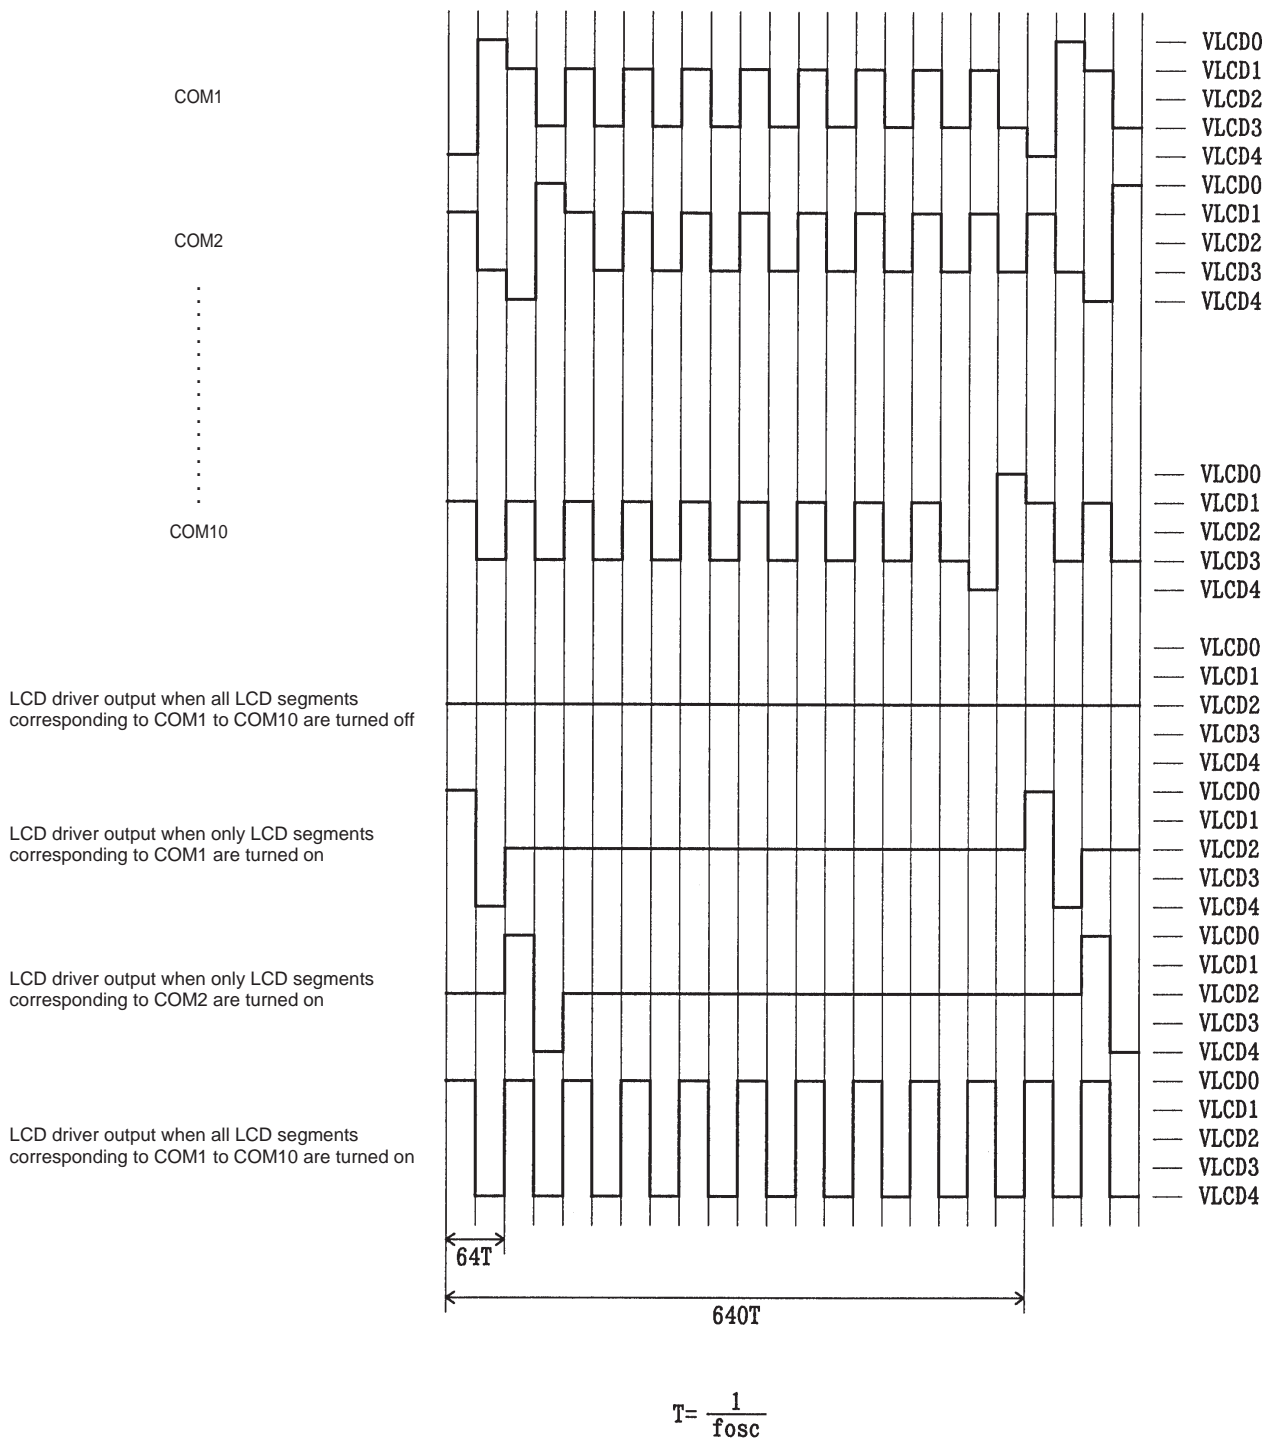 COM1
VLCD0
VLCD1
VLCD2
VLCD3
VLCD4
COM2
VLCD0
VLCD1
VLCD2
VLCD3
VLCD4
COM10
VLCD0
VLCD1
VLCD2
VLCD3
VLCD4
LCD driver output when all LCD segments
corresponding to COM1 to COM10 are turned off
VLCD0
VLCD1
VLCD2
VLCD3
VLCD4
LCD driver output when only LCD segments
corresponding to COM1 are turned on
VLCD0
VLCD1
VLCD2
VLCD3
VLCD4
LCD driver output when only LCD segments
corresponding to COM2 are turned on
VLCD0
VLCD1
VLCD2
VLCD3
VLCD4
LCD driver output when all LCD segments
corresponding to COM1 to COM10 are turned on
VLCD0
VLCD1
VLCD2
VLCD3
VLCD4
64T
640T
T= 1
fosc